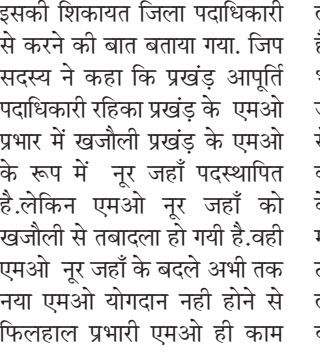 इसकी शिकायत जिला पदाधिकारी
से करने की बात बताया गया. जिप
सदस्य ने कहा कि प्रखंड़ आपूर्ति
पदाधिकारी रहिका प्रखंड़ के एमओ
प्रभार में खजौली प्रखंड़ के एमओ
के रूप में नूर जहाँ पदस्थापित
है.लेकिन एमओ नूर जहाँ को
खजौली से तबादला हो गयी है.वही
एमओ नूर जहाँ के बदले अभी तक
नया एमओ योगदान नही होने से
फिलहाल प्रभारी एमओ ही काम